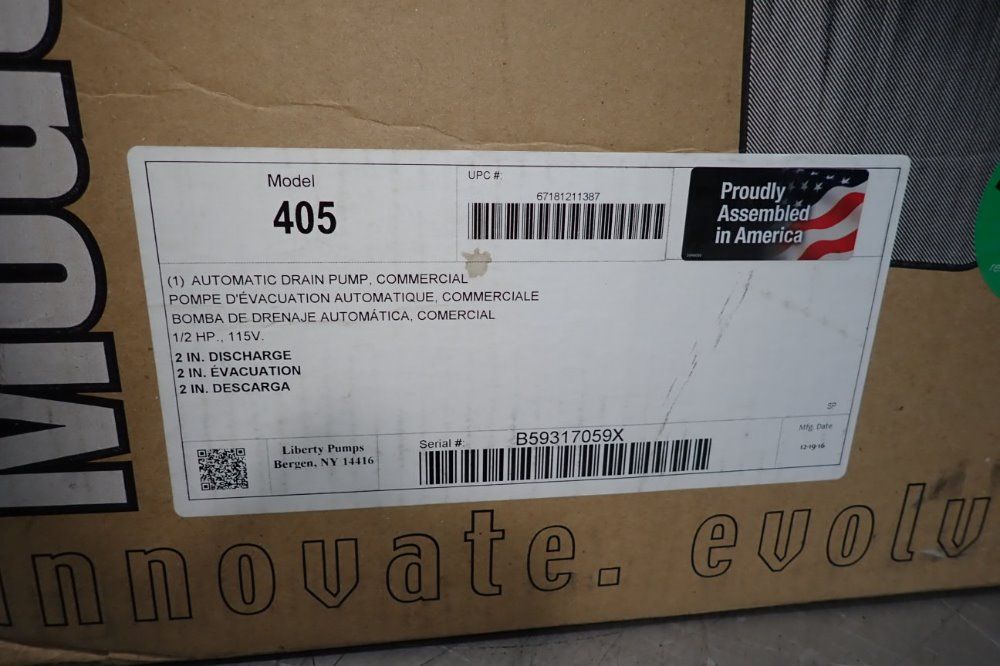 Model
405
UPC #:
67181211387
Proudly
Assembled
in America
(1) AUTOMATIC DRAIN PUMP, COMMERCIAL
POMPE D'ÉVACUATION AUTOMATIQUE, COMMERCIALE
BOMBA DE DRENAJE AUTOMÁTICA, COMERCIAL
1/2 HP., 115V.
2 IN. DISCHARGE
2 IN. ÉVACUATION
2 IN. DESCARGA
SP
Liberty Pumps
Bergen, NY 14416
Serial #:
B59317059X
Mfg. Date
12-19-16
innovate. evolv